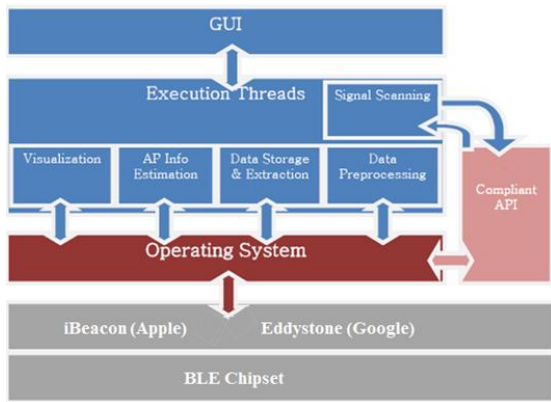 GUI
Execution Threads
Signal Scanning
Visualization
AP Info
Estimation
Data Storage
& Extraction
Data
Preprocessing
Compliant
API
Operating System
iBeacon (Apple)
Eddystone (Google)
BLE Chipset